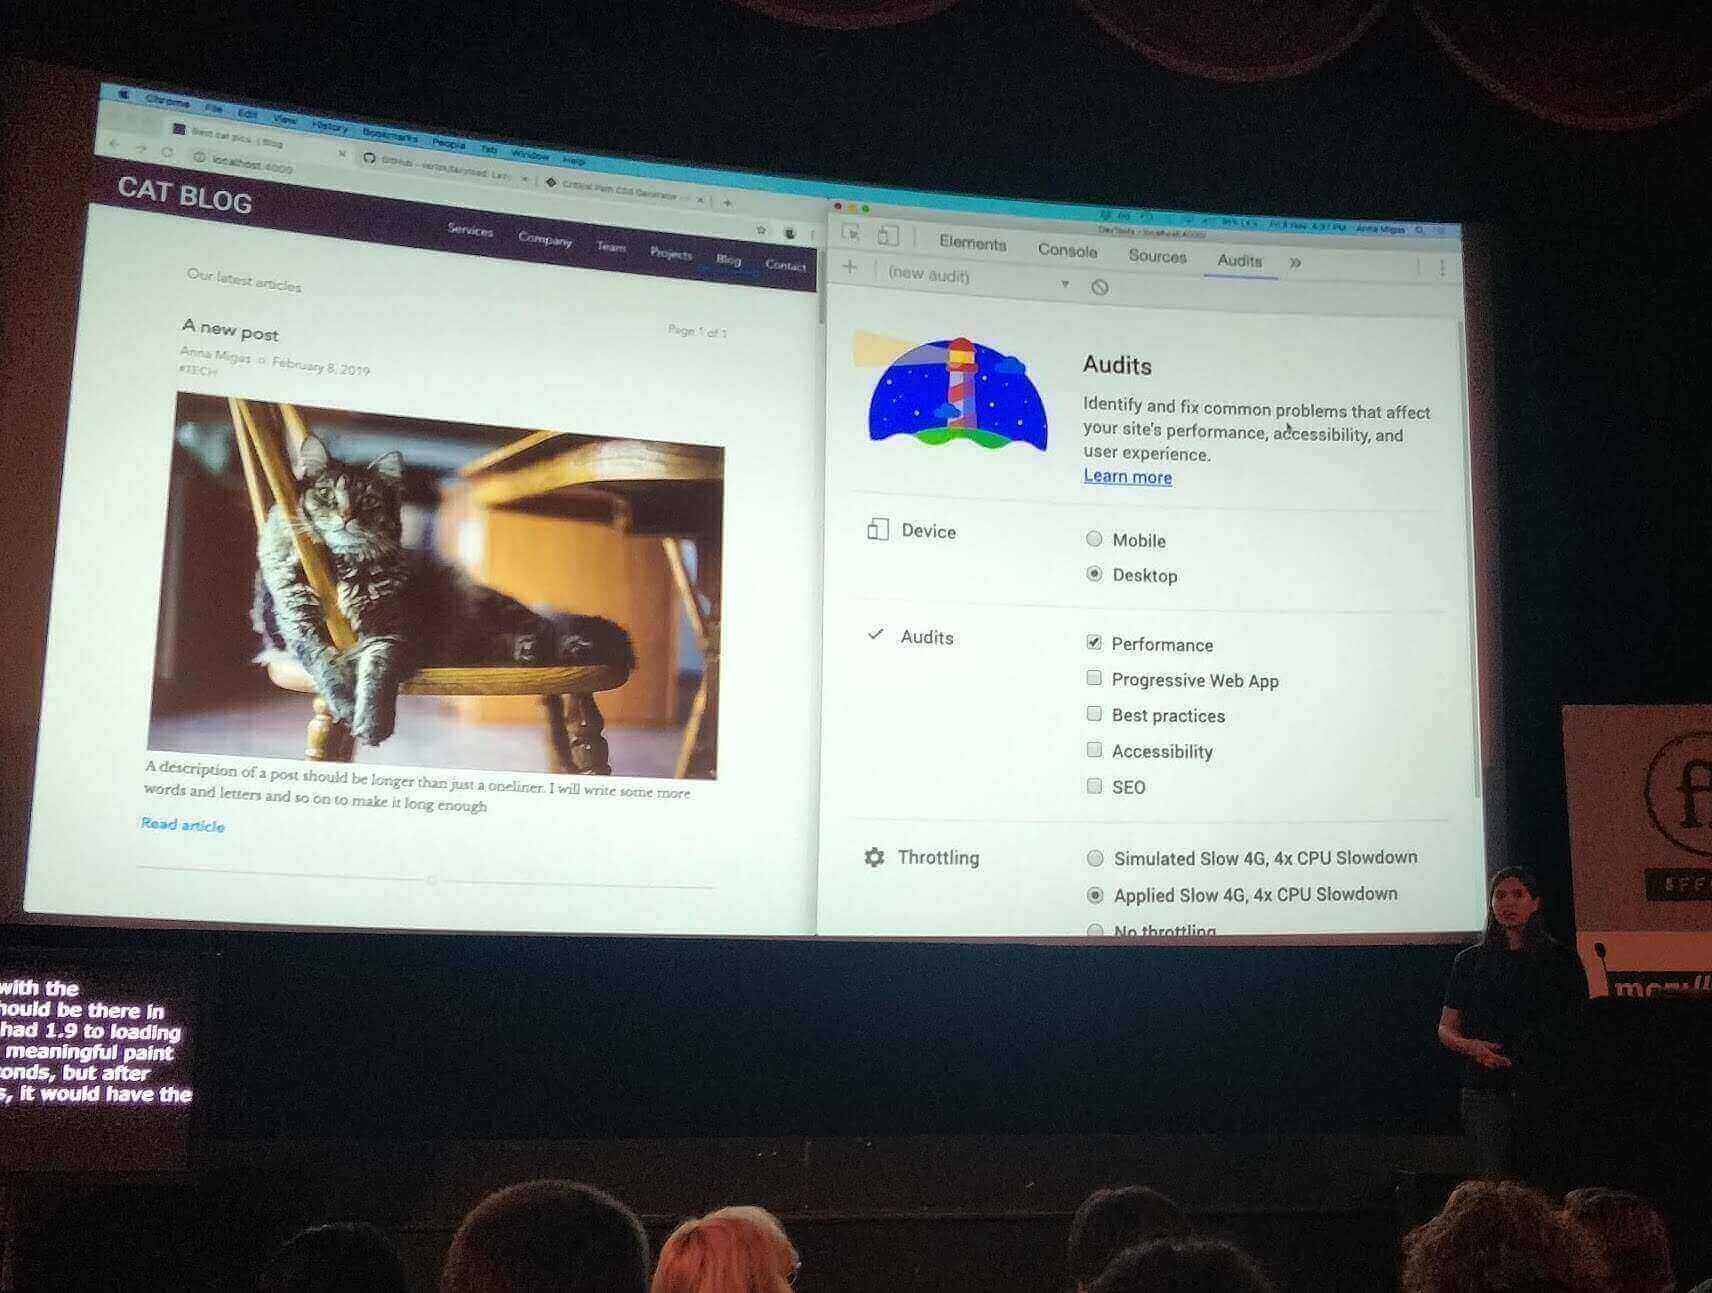 Chrome File Edit View History Bookmarks People Tab Window Help
Best cat pics | Blog
Critical Path CSS Generator
localhost:4000
CAT BLOG
Services Company Team Projects Blog Contact
Our latest articles
Page 1 of 1
A new post
Anna Migas February 8, 2019
#TECH
A description of a post should be longer than just a oneliner. I will write some more
words and letters and so on to make it long enough
Read article
Anna Migas
Elements Console Sources Audits »
(new audit)
Audits
Identify and fix common problems that affect
your site's performance, accessibility, and
user experience.
Learn more
Device
Mobile
Desktop
Audits
Performance
Progressive Web App
Best practices
Accessibility
SEO
Throttling
Simulated Slow 4G, 4x CPU Slowdown
Applied Slow 4G, 4x CPU Slowdown
No throttling
with the
hould be there in
had 1.9 to loading
meaningful paint
onds, but after
s, it would have the